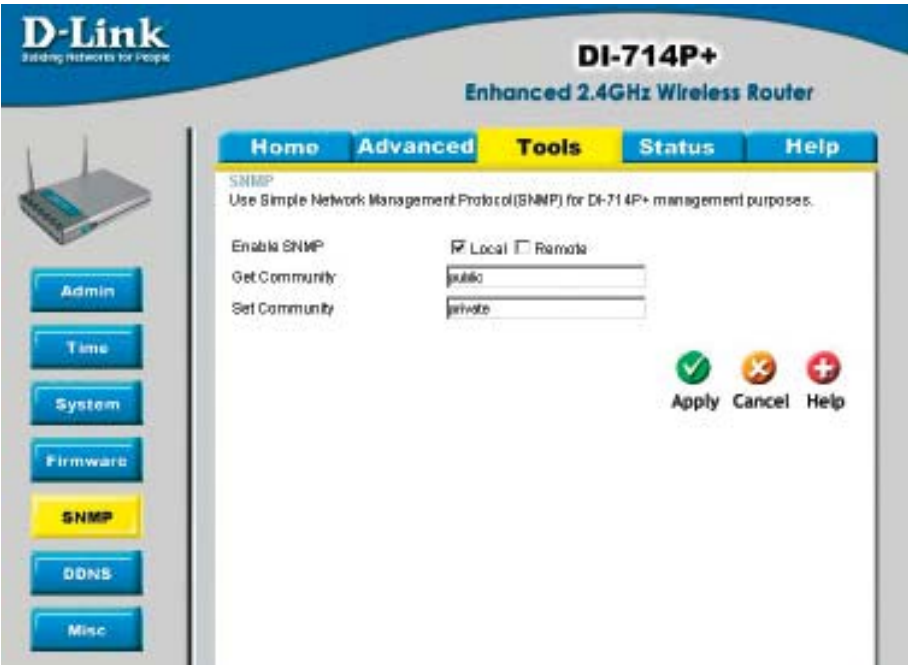 D-Link
Building Networks for People
DI-714P+
Enhanced 2.4GHz Wireless Router
Home Advanced Tools Status Help
SNMP
Use Simple Network Management Protocol(SNMP) for DI-714P+ management purposes.
Enable SNMP Local Remote
Get Community public
Set Community private
Apply Cancel Help
Admin
Time
System
Firmware
SNMP
DDNS
Misc